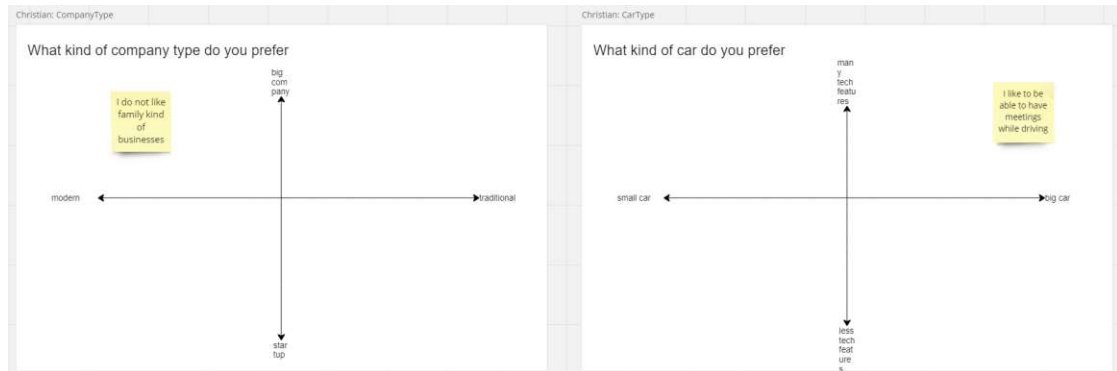 Christian: CompanyType
What kind of company type do you prefer
big
com
pany
I do not like
family kind
of
businesses
modern
traditional
star
tup
Christian: CarType
What kind of car do you prefer
man
y
tech
featu
res
I like to be
able to have
meetings
while driving
small car
big car
less
tech
feat
ure
s